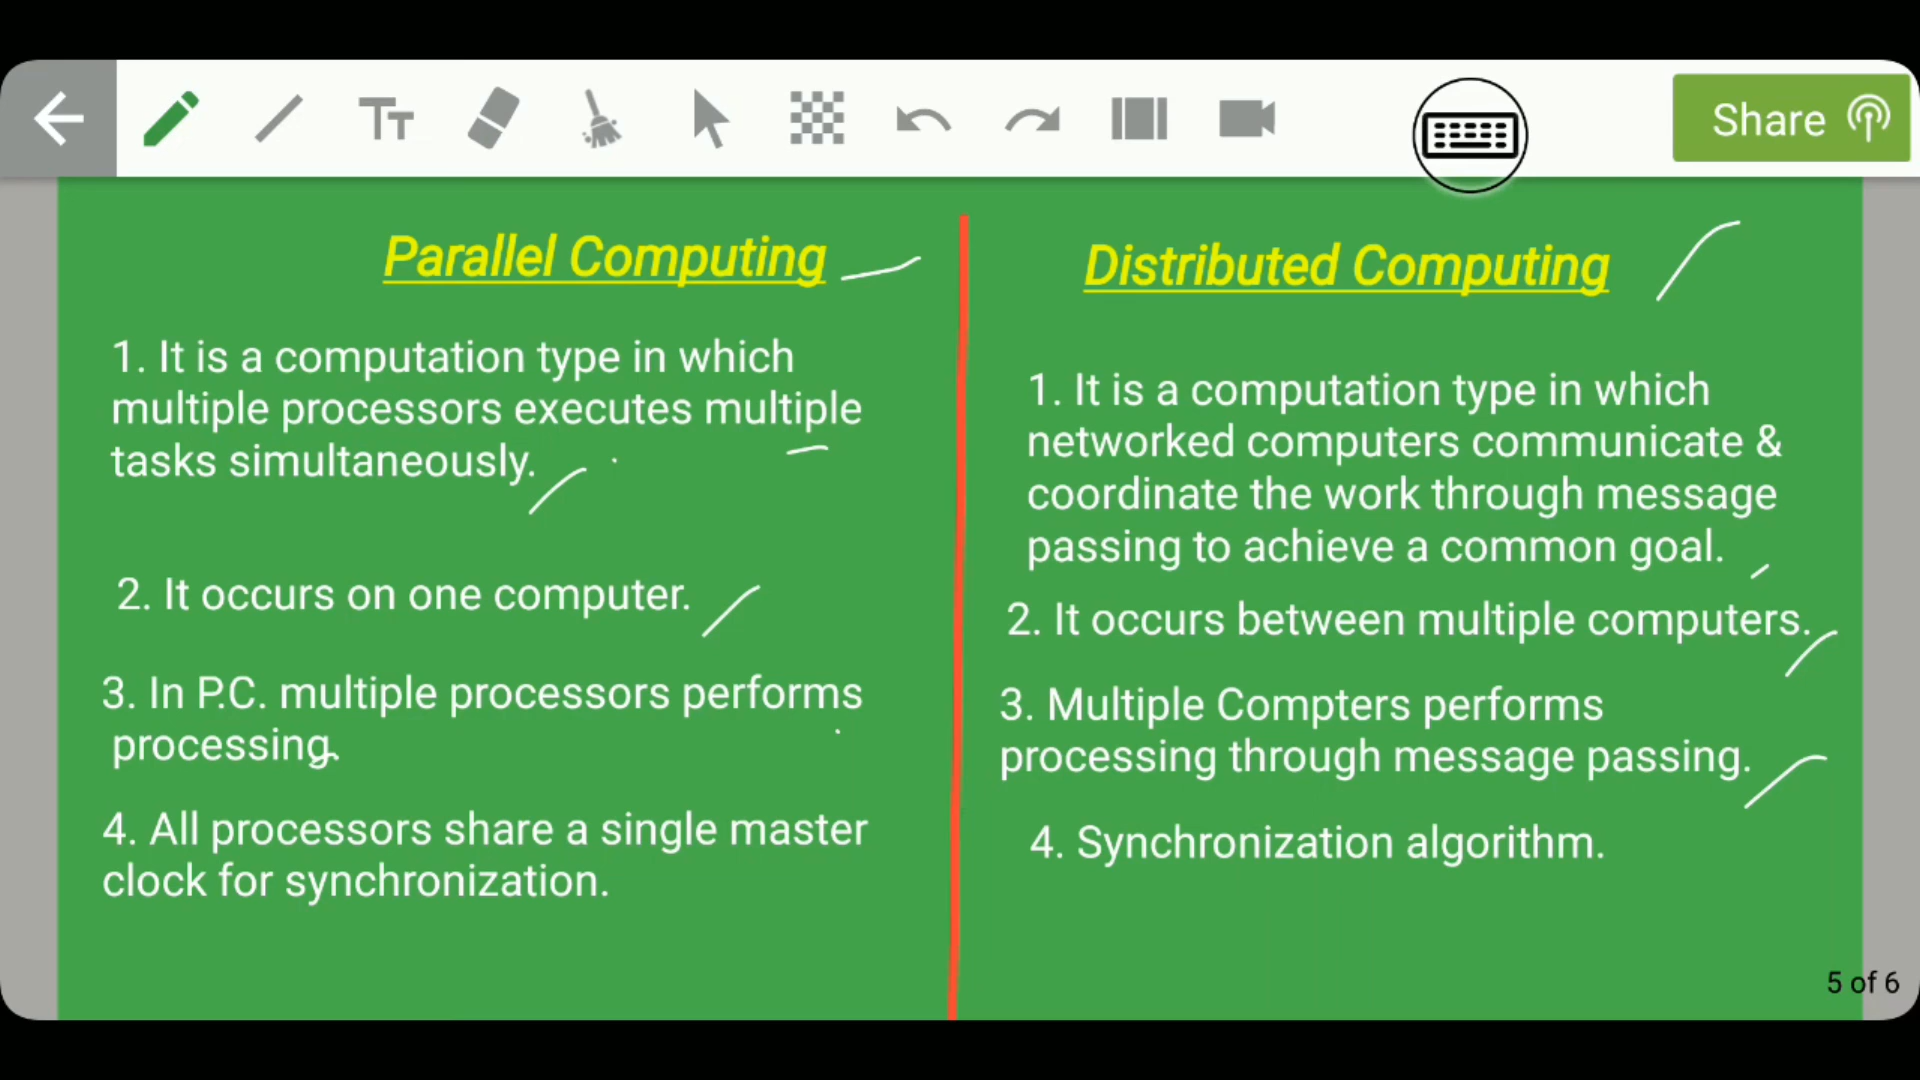 Tт
Share
Parallel Computing
1. It is a computation type in which
multiple processors executes multiple
tasks simultaneously.
2. It occurs on one computer.
3. In P.C. multiple processors performs
processing.
4. All processors share a single master
clock for synchronization.
Distributed Computing
1. It is a computation type in which
networked computers communicate &
coordinate the work through message
passing to achieve a common goal.
2. It occurs between multiple computers.
3. Multiple Compters performs
processing through message passing.
4. Synchronization algorithm.
5 of 6